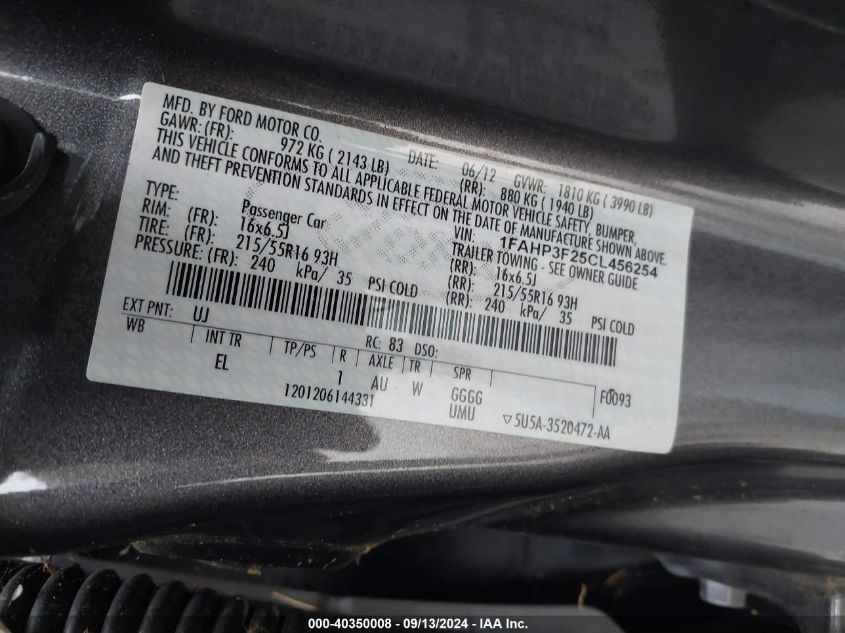 MFD. BY FORD MOTOR CO.
DATE: 06/12 GVWR: 1810 KG ( 3990 LB)
GAWR: (FR): 972 KG ( 2143 LB) (RR): 880 KG ( 1940 LB)
THIS VEHICLE CONFORMS TO ALL APPLICABLE FEDERAL MOTOR VEHICLE SAFETY, BUMPER,
AND THEFT PREVENTION STANDARDS IN EFFECT ON THE DATE OF MANUFACTURE SHOWN ABOVE.
VIN: 1FAHP3F25CL456254
TYPE: Passenger Car TRAILER TOWING - SEE OWNER GUIDE
RIM: (FR): 16x6.5J (RR): 16x6.5J
TIRE: (FR): 215/55R16 93H (RR): 215/55R16 93H
PRESSURE: (FR): 240 kPa/ 35 PSI COLD (RR): 240 kPa/ 35 PSI COLD
EXT PNT: UJ RC: 83 DSO:
WB INT TR TP/PS R AXLE TR SPR
EL 1 AU W GGGG F0093
1201206144331 UMU 5U5A-3520472-AA
000-40350008 - 09/13/2024 - IAA Inc.